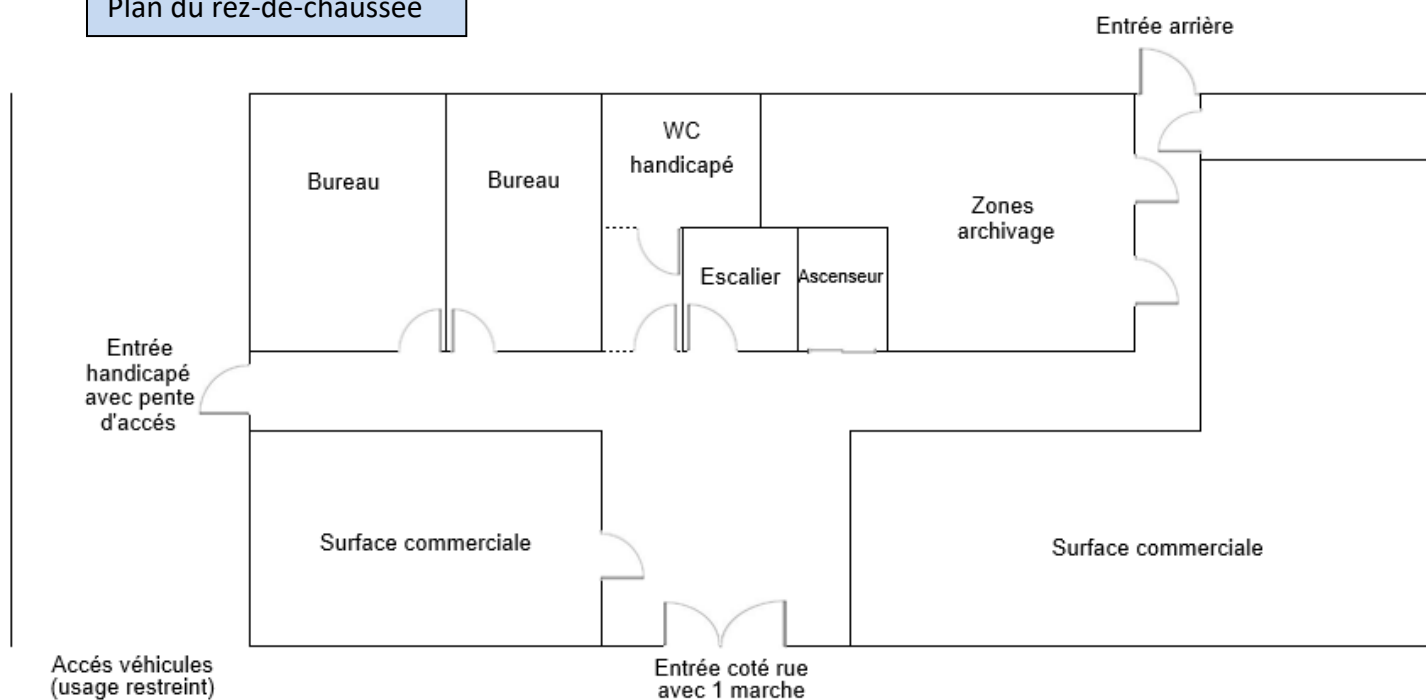 Plan du rez-de-chaussée
Entrée arrière
WC
handicapé
Bureau
Bureau
Zones
archivage
Escalier
Ascenseur
Entrée
handicapé
avec pente
d'accés
Surface commerciale
Surface commerciale
Accés véhicules
(usage restreint)
Entrée coté rue
avec 1 marche